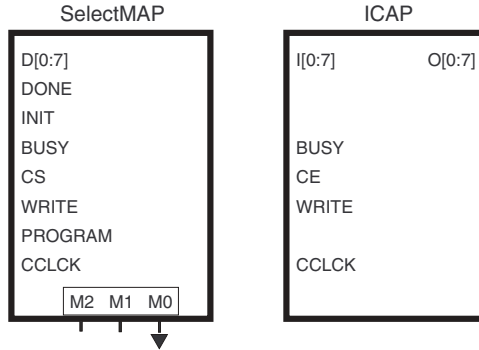 SelectMAP
D[0:7]
DONE
INIT
BUSY
CS
WRITE
PROGRAM
CCLCK
M2 M1 M0
ICAP
I[0:7] O[0:7]
BUSY
CE
WRITE
CCLCK